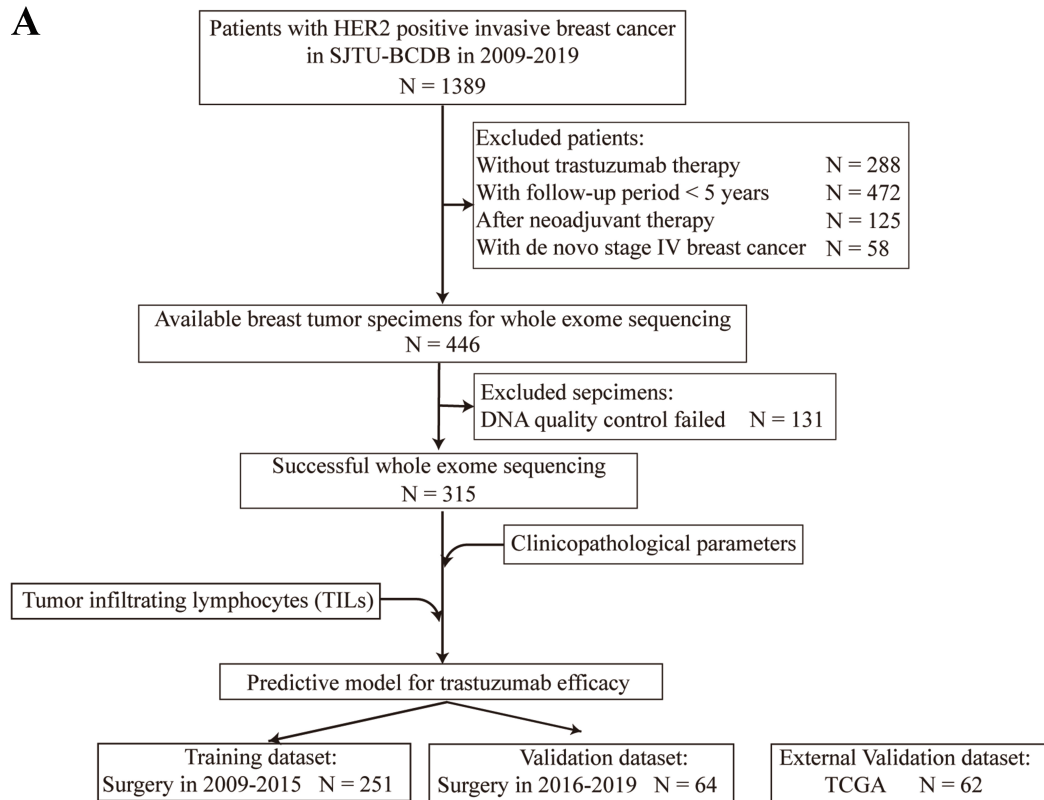 A
Patients with HER2 positive invasive breast cancer
in SJTU-BCDB in 2009-2019
N = 1389
Excluded patients:
Without trastuzumab therapy N = 288
With follow-up period < 5 years N = 472
After neoadjuvant therapy N = 125
With de novo stage IV breast cancer N = 58
Available breast tumor specimens for whole exome sequencing
N = 446
Excluded sepcimens:
DNA quality control failed N = 131
Successful whole exome sequencing
N = 315
Clinicopathological parameters
Tumor infiltrating lymphocytes (TILs)
Predictive model for trastuzumab efficacy
Training dataset:
Surgery in 2009-2015 N = 251
Validation dataset:
Surgery in 2016-2019 N = 64
External Validation dataset:
TCGA N = 62